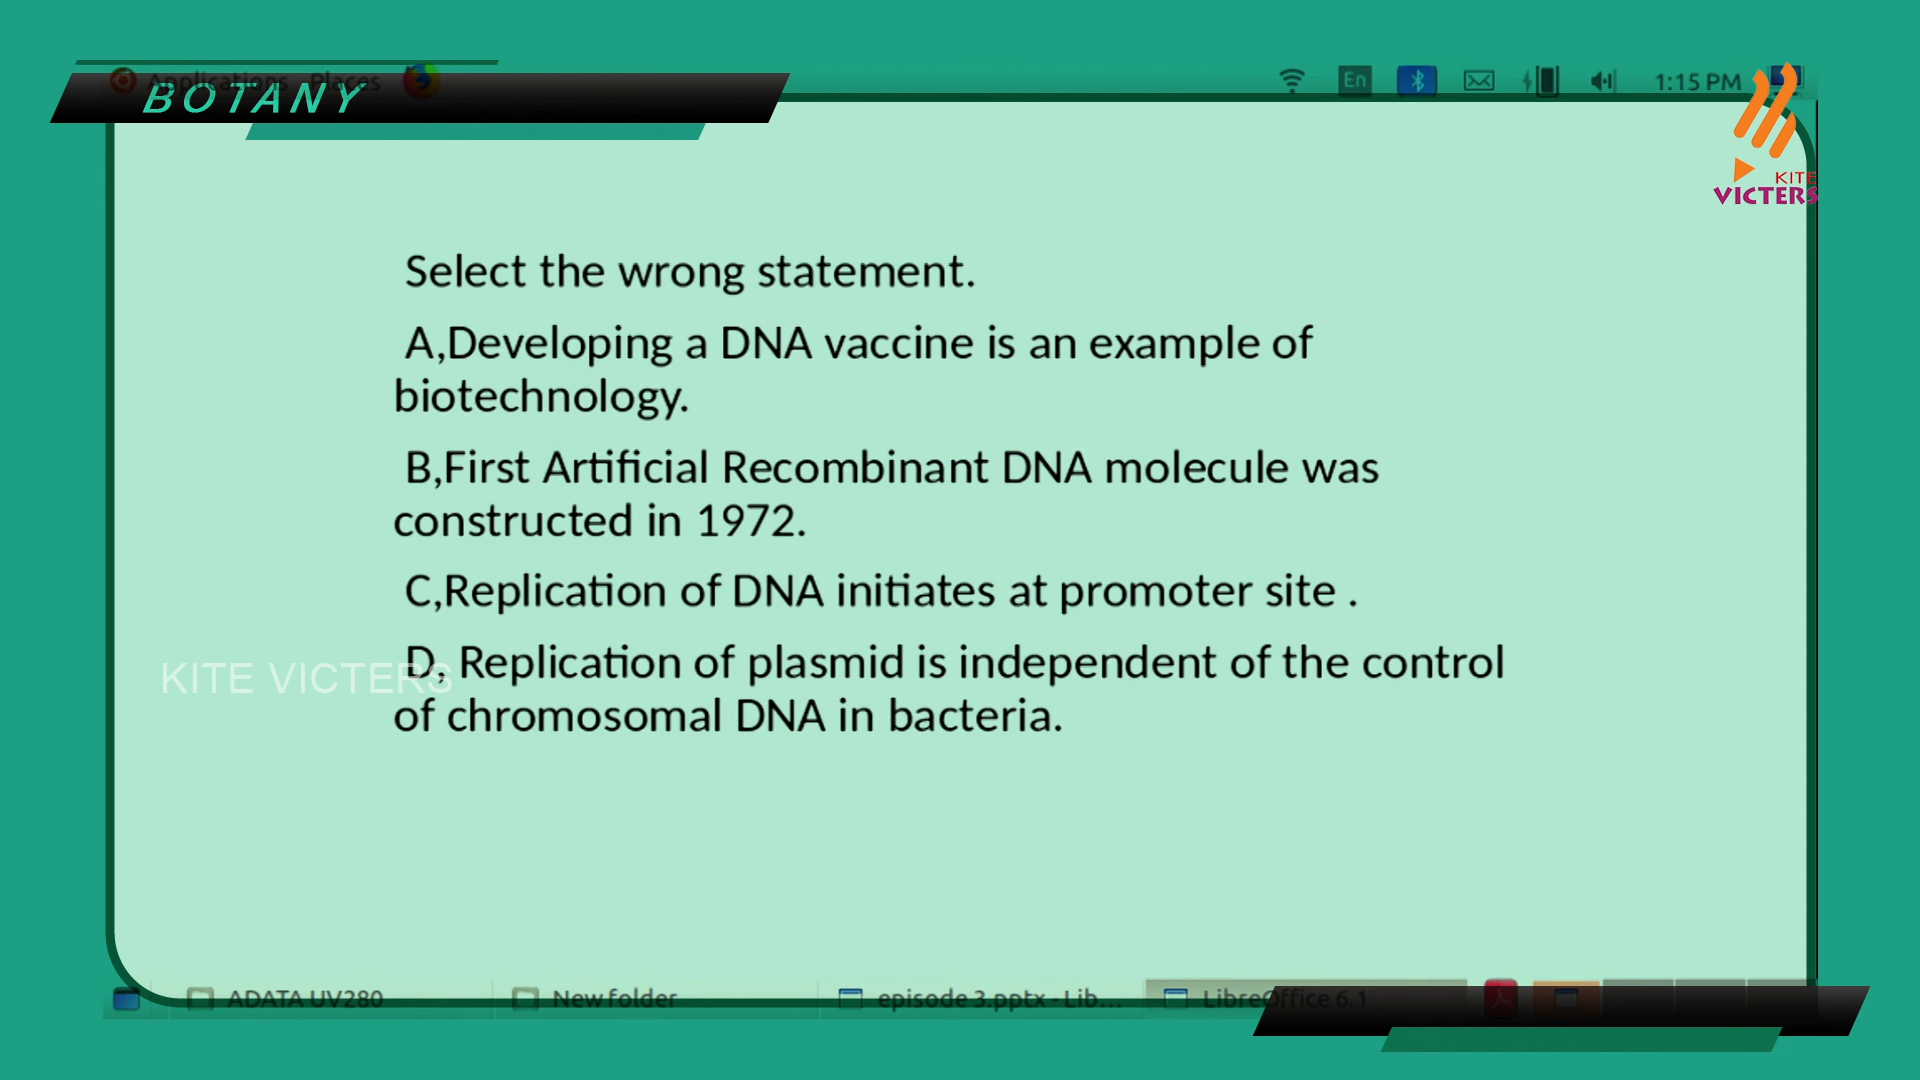 Applications Places
BOTANY
En
1:15 PM
KITE
VICTERS
Select the wrong statement.
A,Developing a DNA vaccine is an example of
biotechnology.
B,First Artificial Recombinant DNA molecule was
constructed in 1972.
C,Replication of DNA initiates at promoter site .
D, Replication of plasmid is independent of the control
of chromosomal DNA in bacteria.
KITE VICTERS
ADATA UV280
New folder
episode 3.pptx - Lib...
LibreOffice 6.1